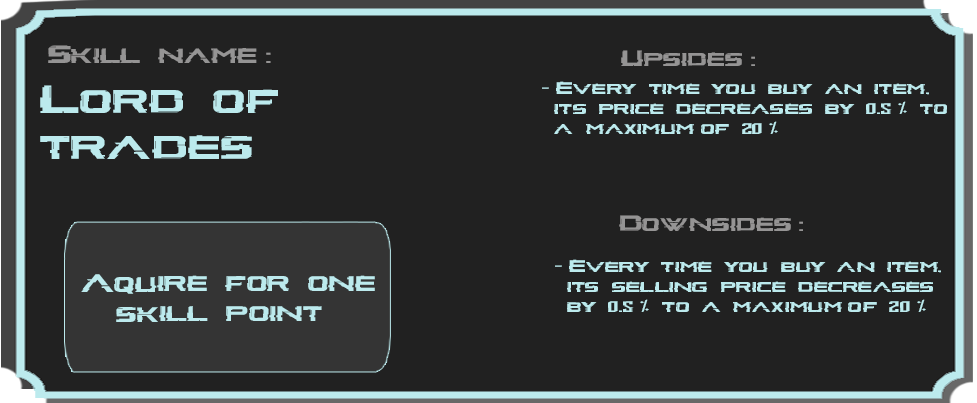 Skill name:
Lord of
trades
Aquire for one
skill point
Upsides:
- Every time you buy an item,
its price decreases by 0.5% to
a maximum of 20%
Downsides:
- Every time you buy an item,
its selling price decreases
by 0.5% to a maximum of 20%